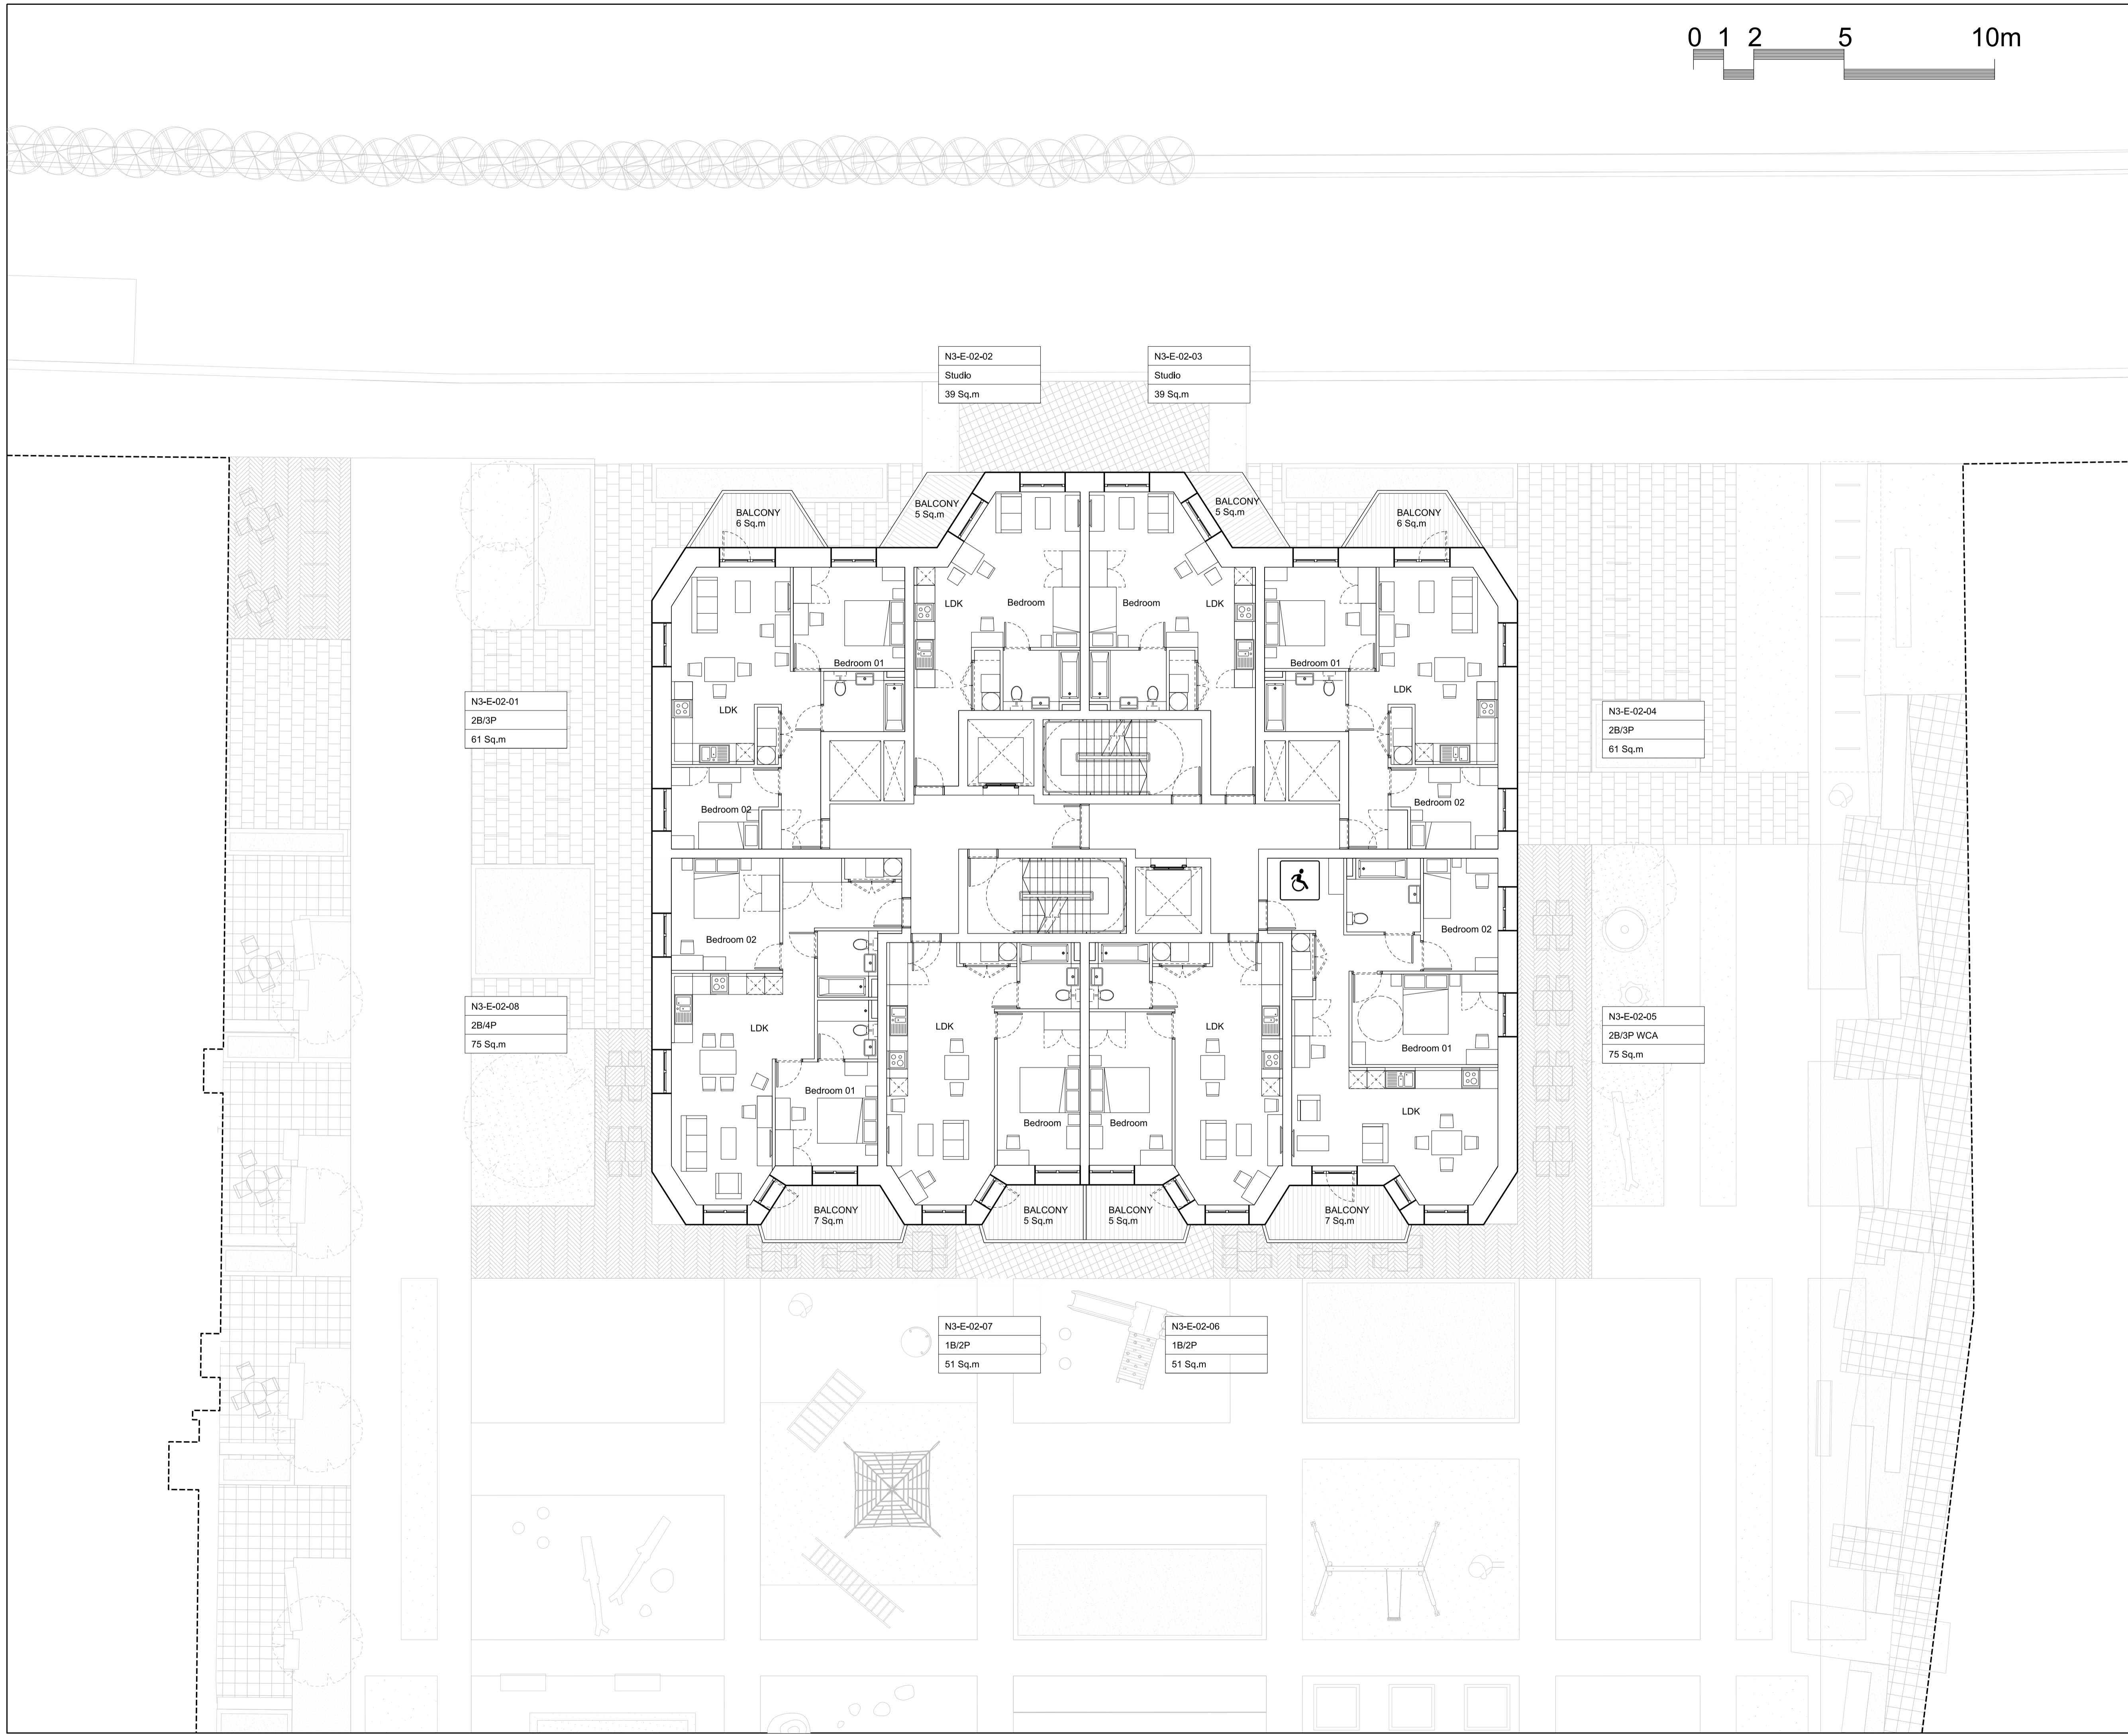 0 1 2 5 10m
N3-E-02-02
Studio
39 Sq.m
N3-E-02-03
Studio
39 Sq.m
BALCONY
6 Sq.m
BALCONY
5 Sq.m
BALCONY
5 Sq.m
BALCONY
6 Sq.m
LDK
Bedroom
Bedroom
LDK
Bedroom 01
Bedroom 01
N3-E-02-01
2B/3P
61 Sq.m
LDK
LDK
N3-E-02-04
2B/3P
61 Sq.m
Bedroom 02
Bedroom 02
Bedroom 02
Bedroom 02
N3-E-02-08
2B/4P
75 Sq.m
LDK
LDK
LDK
Bedroom 01
N3-E-02-05
2B/3P WCA
75 Sq.m
Bedroom 01
Bedroom
Bedroom
LDK
BALCONY
7 Sq.m
BALCONY
5 Sq.m
BALCONY
5 Sq.m
BALCONY
7 Sq.m
N3-E-02-07
1B/2P
51 Sq.m
N3-E-02-06
1B/2P
51 Sq.m